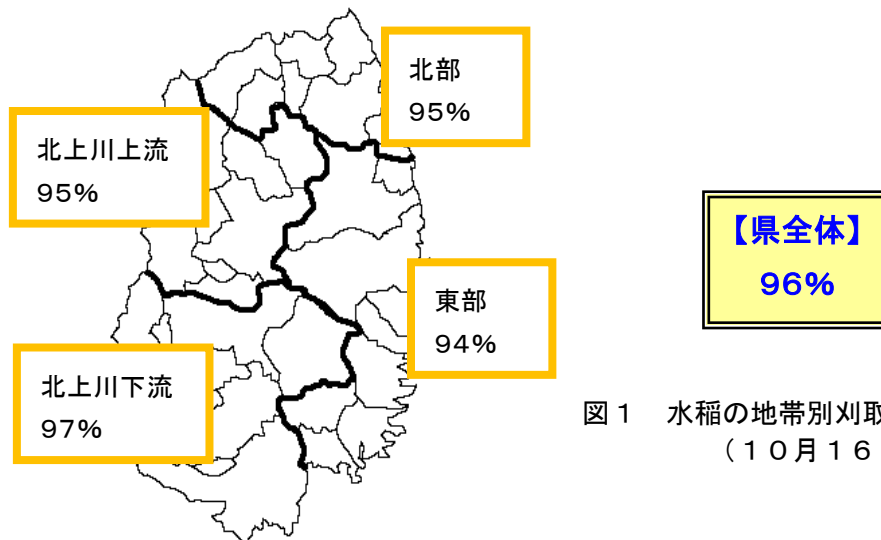 北部
95%
北上川上流
95%
【県全体】
96%
東部
94%
北上川下流
97%
図１　水稲の地帯別刈取
（１０月１６